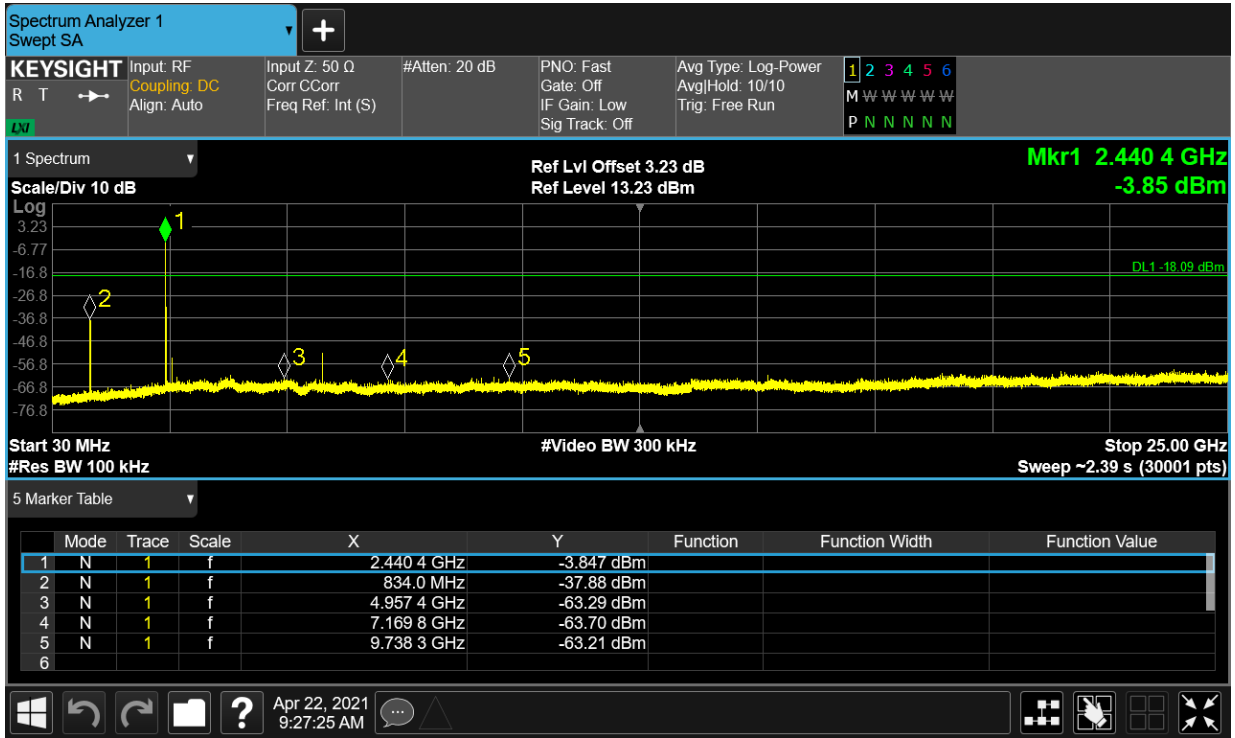 Spectrum Analyzer 1
Swept SA
KEYSIGHT
R T
LXI
Input: RF
Coupling: DC
Align: Auto
Input Z: 50 Ω
Corr CCorr
Freq Ref: Int (S)
#Atten: 20 dB
PNO: Fast
Gate: Off
IF Gain: Low
Sig Track: Off
Avg Type: Log-Power
Avg|Hold: 10/10
Trig: Free Run
1 2 3 4 5 6
M W W W W W
P N N N N N
1 Spectrum
Scale/Div 10 dB
Ref Lvl Offset 3.23 dB
Ref Level 13.23 dBm
Mkr1 2.440 4 GHz
-3.85 dBm
Log
3.23
-6.77
-16.8
-26.8
-36.8
-46.8
-56.8
-66.8
-76.8
1
2
3
4
5
DL1 -18.09 dBm
Start 30 MHz
#Video BW 300 kHz
Stop 25.00 GHz
#Res BW 100 kHz
Sweep ~2.39 s (30001 pts)
5 Marker Table
Mode Trace Scale X Y Function Function Width Function Value
1 N 1 f 2.440 4 GHz -3.847 dBm
2 N 1 f 834.0 MHz -37.88 dBm
3 N 1 f 4.957 4 GHz -63.29 dBm
4 N 1 f 7.169 8 GHz -63.70 dBm
5 N 1 f 9.738 3 GHz -63.21 dBm
6
?
Apr 22, 2021
9:27:25 AM